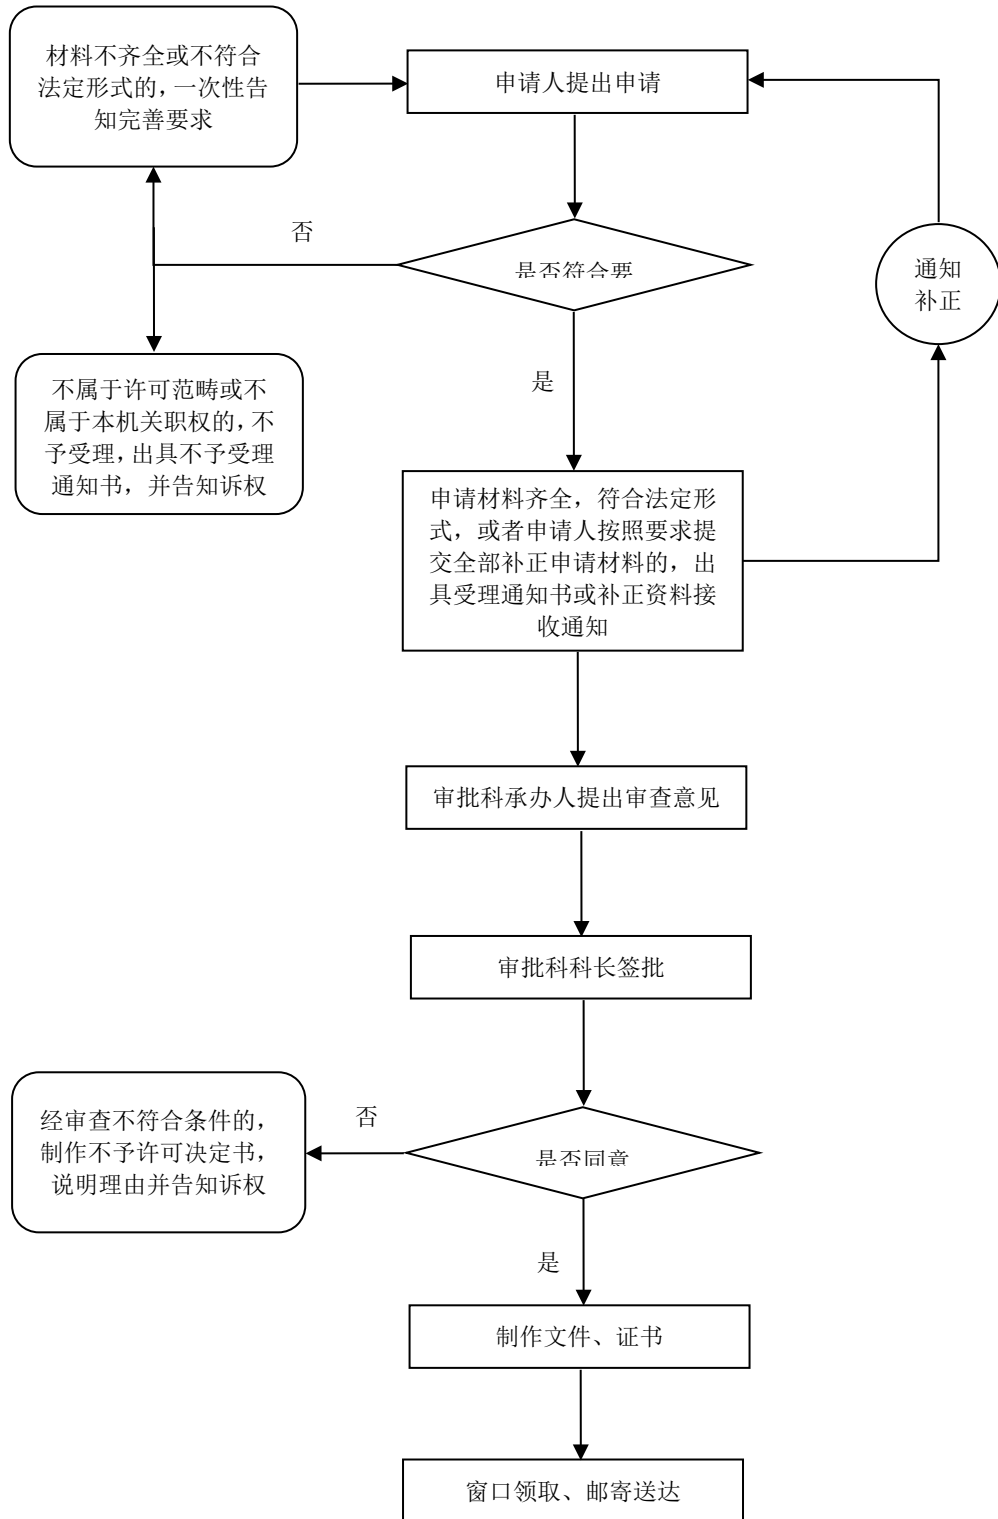 材料不齐全或不符合
法定形式的，一次性告
知完善要求
申请人提出申请
否
是否符合要
通知
补正
是
不属于许可范畴或不
属于本机关职权的，不
予受理，出具不予受理
通知书，并告知诉权
申请材料齐全，符合法定形
式，或者申请人按照要求提
交全部补正申请材料的，出
具受理通知书或补正资料接
收通知
审批科承办人提出审查意见
审批科科长签批
经审查不符合条件的，
制作不予许可决定书，
说明理由并告知诉权
否
是否同意
是
制作文件、证书
窗口领取、邮寄送达